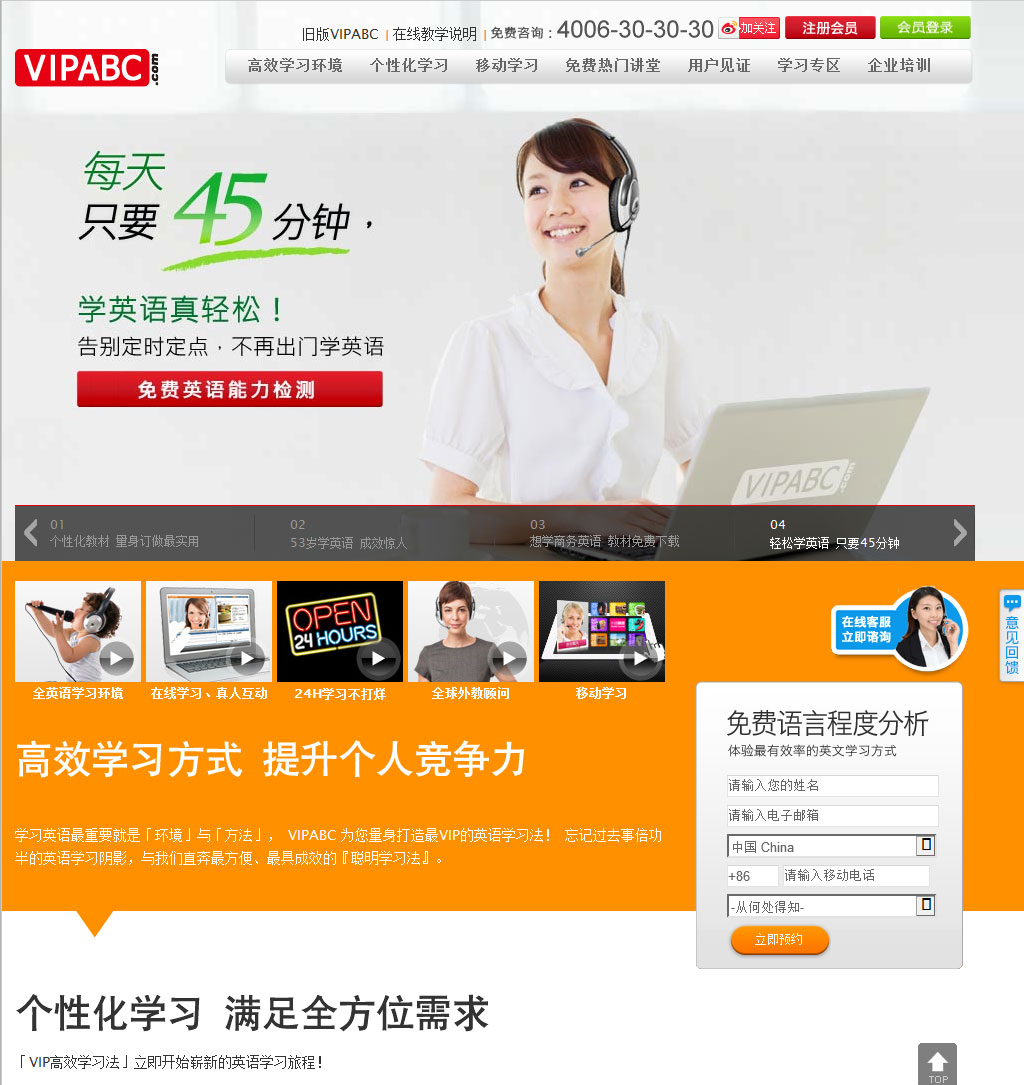 旧版VIPABC | 在线教学说明 | 免费咨询：4006-30-30-30 加关注 注册会员 会员登录
VIPABC.com
高效学习环境 个性化学习 移动学习 免费热门讲堂 用户见证 学习专区 企业培训
每天
只要45分钟，
学英语真轻松！
告别定时定点，不再出门学英语
免费英语能力检测
VIPABC.com
01
个性化教材 量身订做最实用
02
53岁学英语 成效惊人
03
想学商务英语 教材免费下载
04
轻松学英语 只要45分钟
OPEN
24 HOURS
全英语学习环境 在线学习、真人互动 24H学习不打烊 全球外教顾问 移动学习
在线客服
立即谘询
意见回馈
高效学习方式 提升个人竞争力
学习英语最重要就是「环境」与「方法」， VIPABC 为您量身打造最VIP的英语学习法！ 忘记过去事倍功
半的英语学习阴影，与我们直奔最方便、最具成效的『聪明学习法』。
免费语言程度分析
体验最有效率的英文学习方式
请输入您的姓名
请输入电子邮箱
中国 China
+86 请输入移动电话
-从何处得知-
立即预约
个性化学习 满足全方位需求
「VIP高效学习法」立即开始崭新的英语学习旅程！
TOP